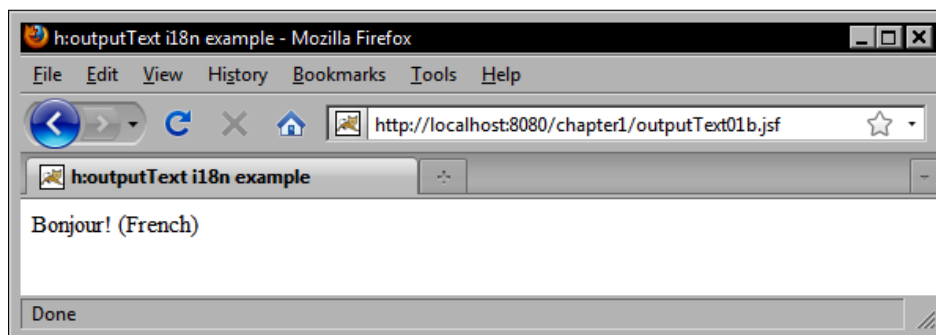 h:outputText i18n example - Mozilla Firefox
File Edit View History Bookmarks Tools Help
http://localhost:8080/chapter1/outputText01b.jsf
h:outputText i18n example
Bonjour! (French)
Done